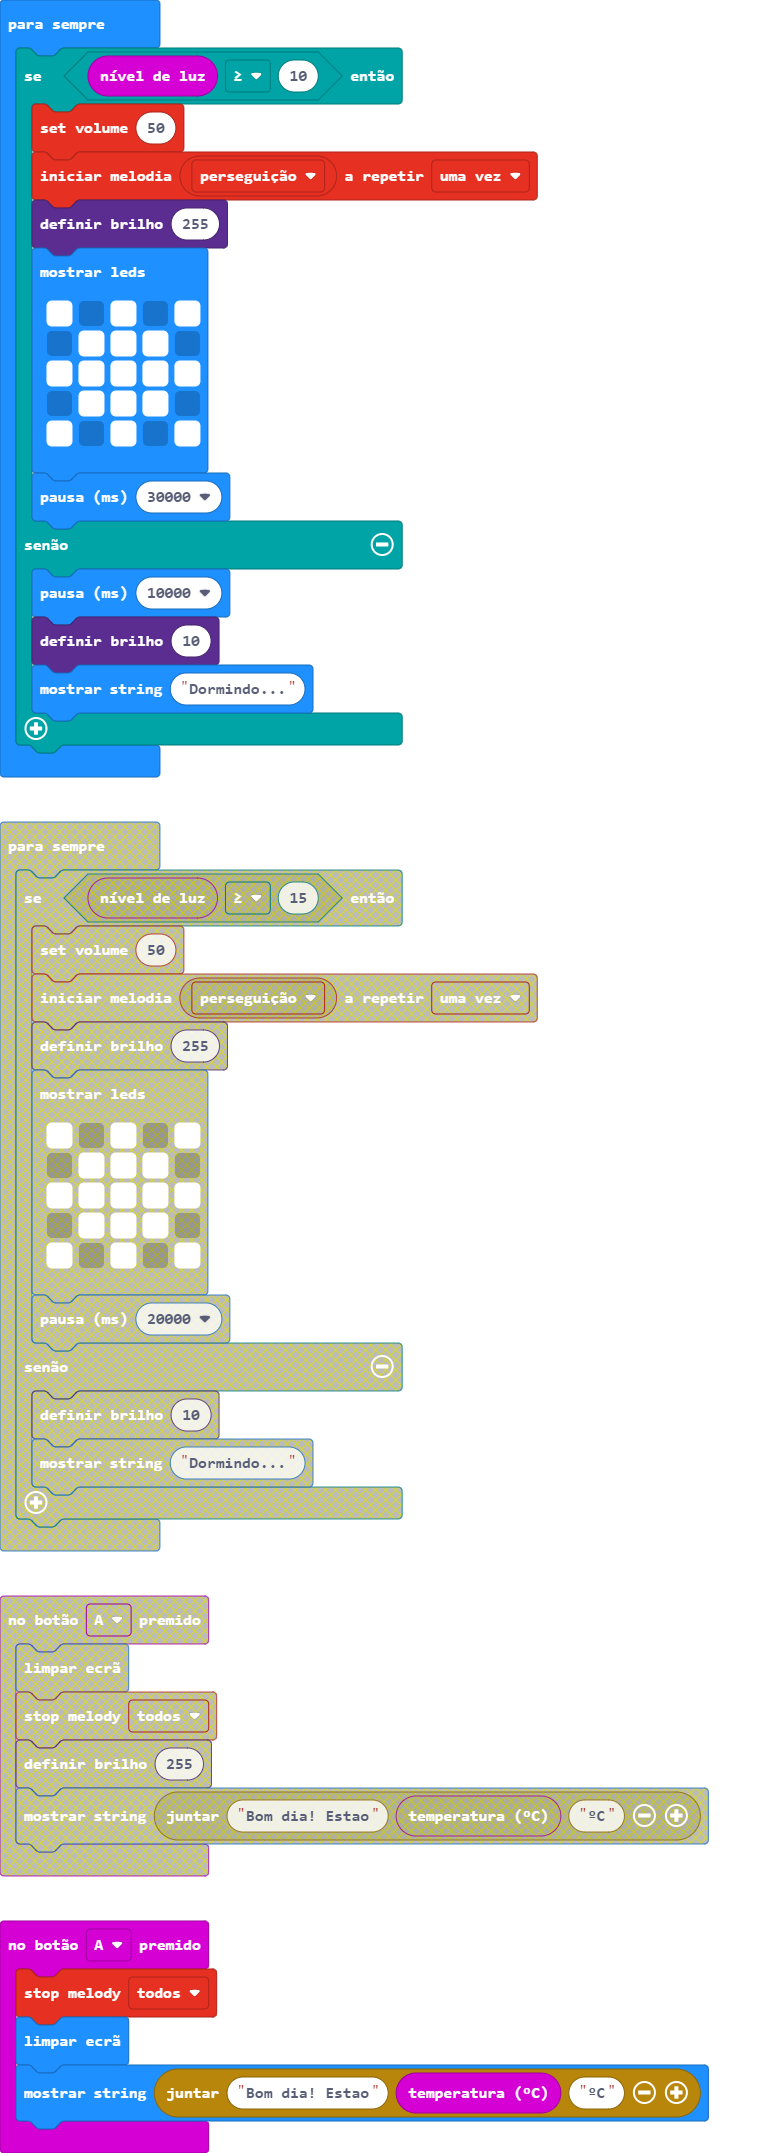 para sempre
se nível de luz ≥ 10 então
set volume 50
iniciar melodia perseguição a repetir uma vez
definir brilho 255
mostrar leds
pausa (ms) 30000
senão
pausa (ms) 10000
definir brilho 10
mostrar string "Dormindo..."
para sempre
se nível de luz ≥ 15 então
set volume 50
iniciar melodia perseguição a repetir uma vez
definir brilho 255
mostrar leds
pausa (ms) 20000
senão
definir brilho 10
mostrar string "Dormindo..."
no botão A premido
limpar ecrã
stop melody todos
definir brilho 255
mostrar string juntar "Bom dia! Estao" temperatura (ºC) "ºC"
no botão A premido
stop melody todos
limpar ecrã
mostrar string juntar "Bom dia! Estao" temperatura (ºC) "ºC"